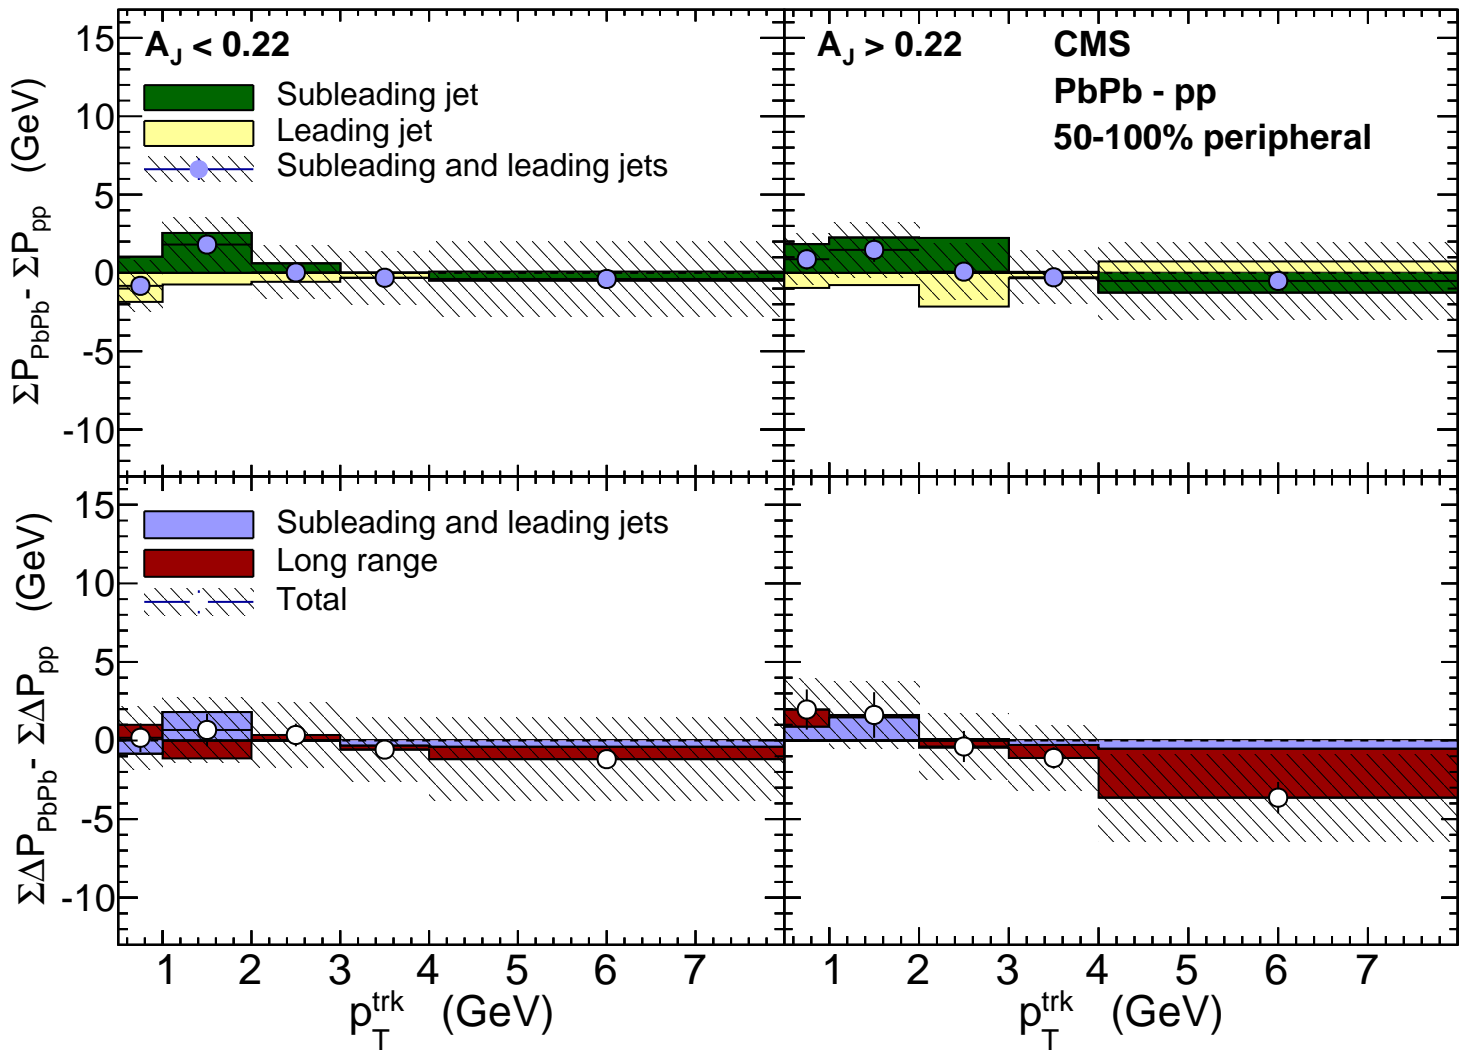 A_J < 0.22
Subleading jet
Leading jet
Subleading and leading jets
A_J > 0.22
CMS
PbPb - pp
50-100% peripheral
ΣP_PbPb - ΣP_pp (GeV)
15
10
5
0
-5
-10
Subleading and leading jets
Long range
Total
ΣΔP_PbPb - ΣΔP_pp (GeV)
15
10
5
0
-5
-10
1 2 3 4 5 6 7
1 2 3 4 5 6 7
p_T^trk (GeV)
p_T^trk (GeV)